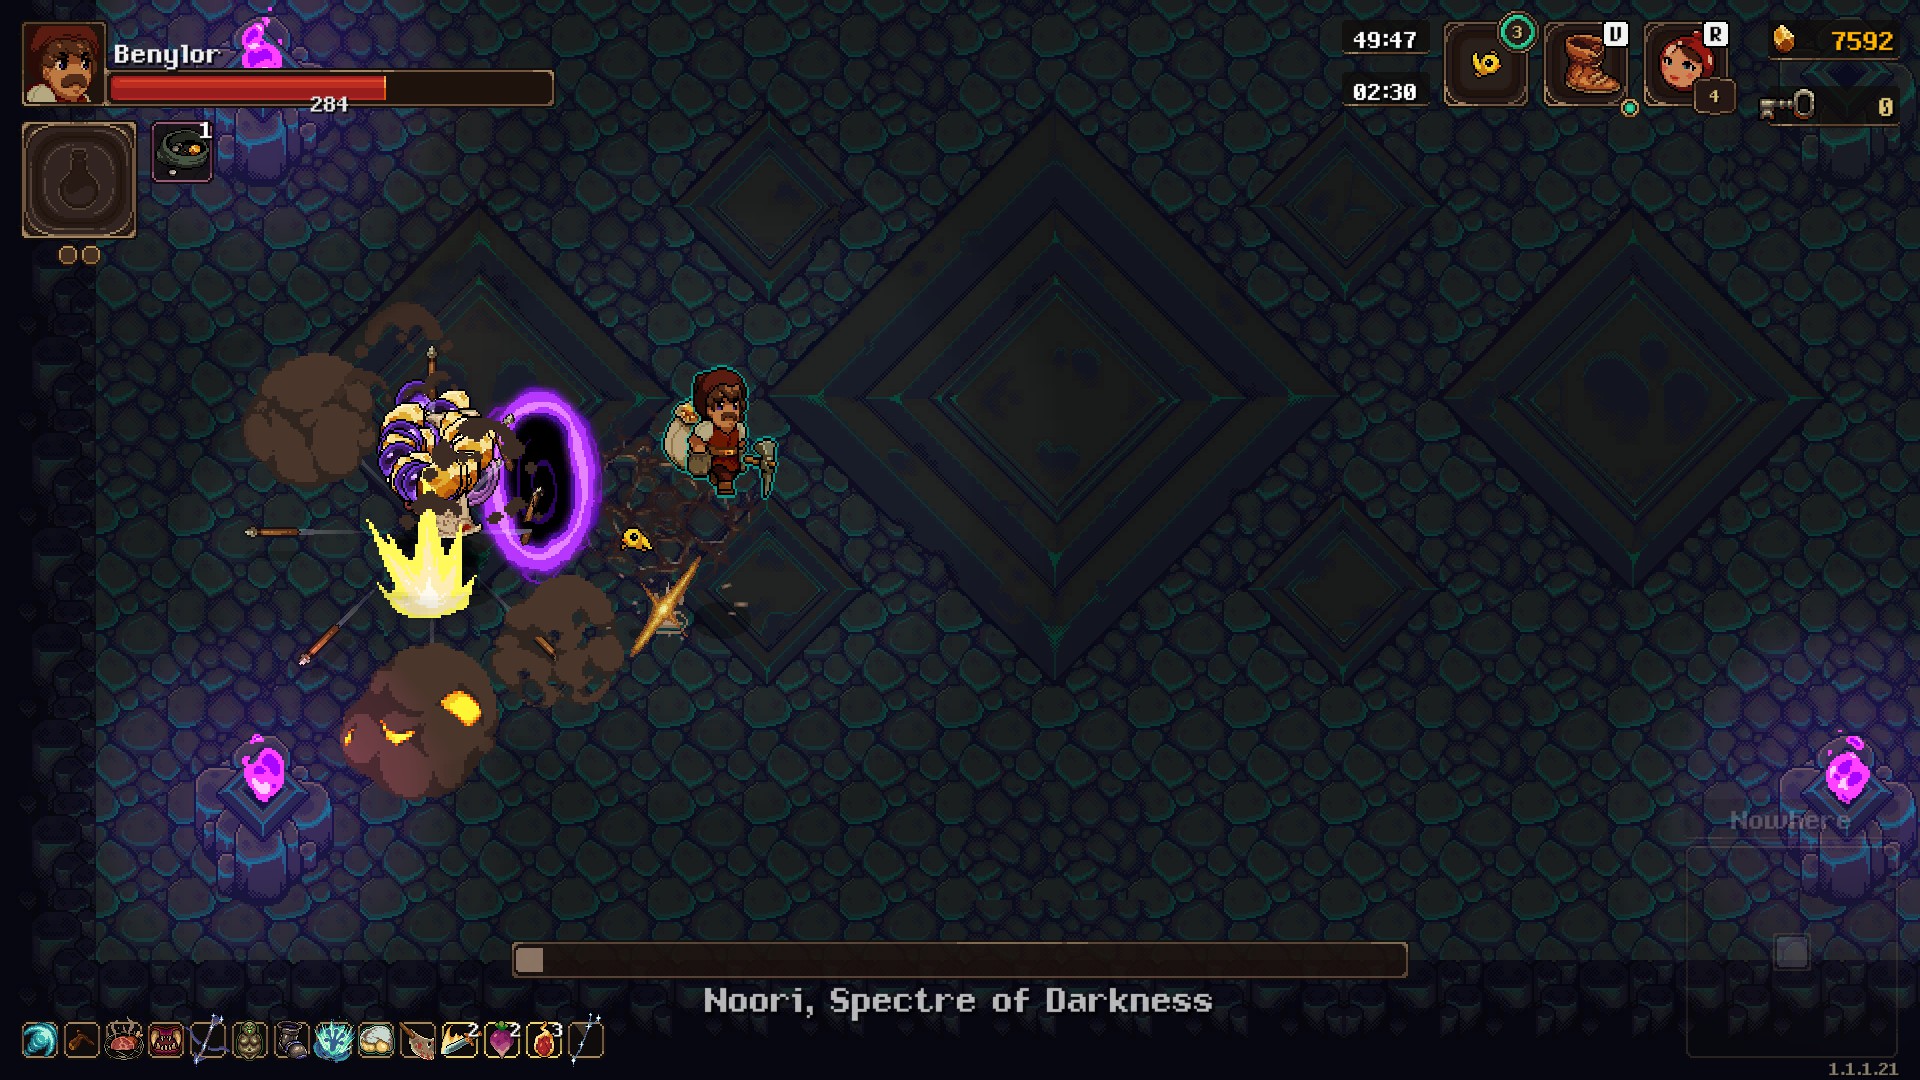 Benylor
284
1
49:47
02:30
3
V
R
4
7592
0
Nowhere
Noori, Spectre of Darkness
2
2
3
1.1.1.21